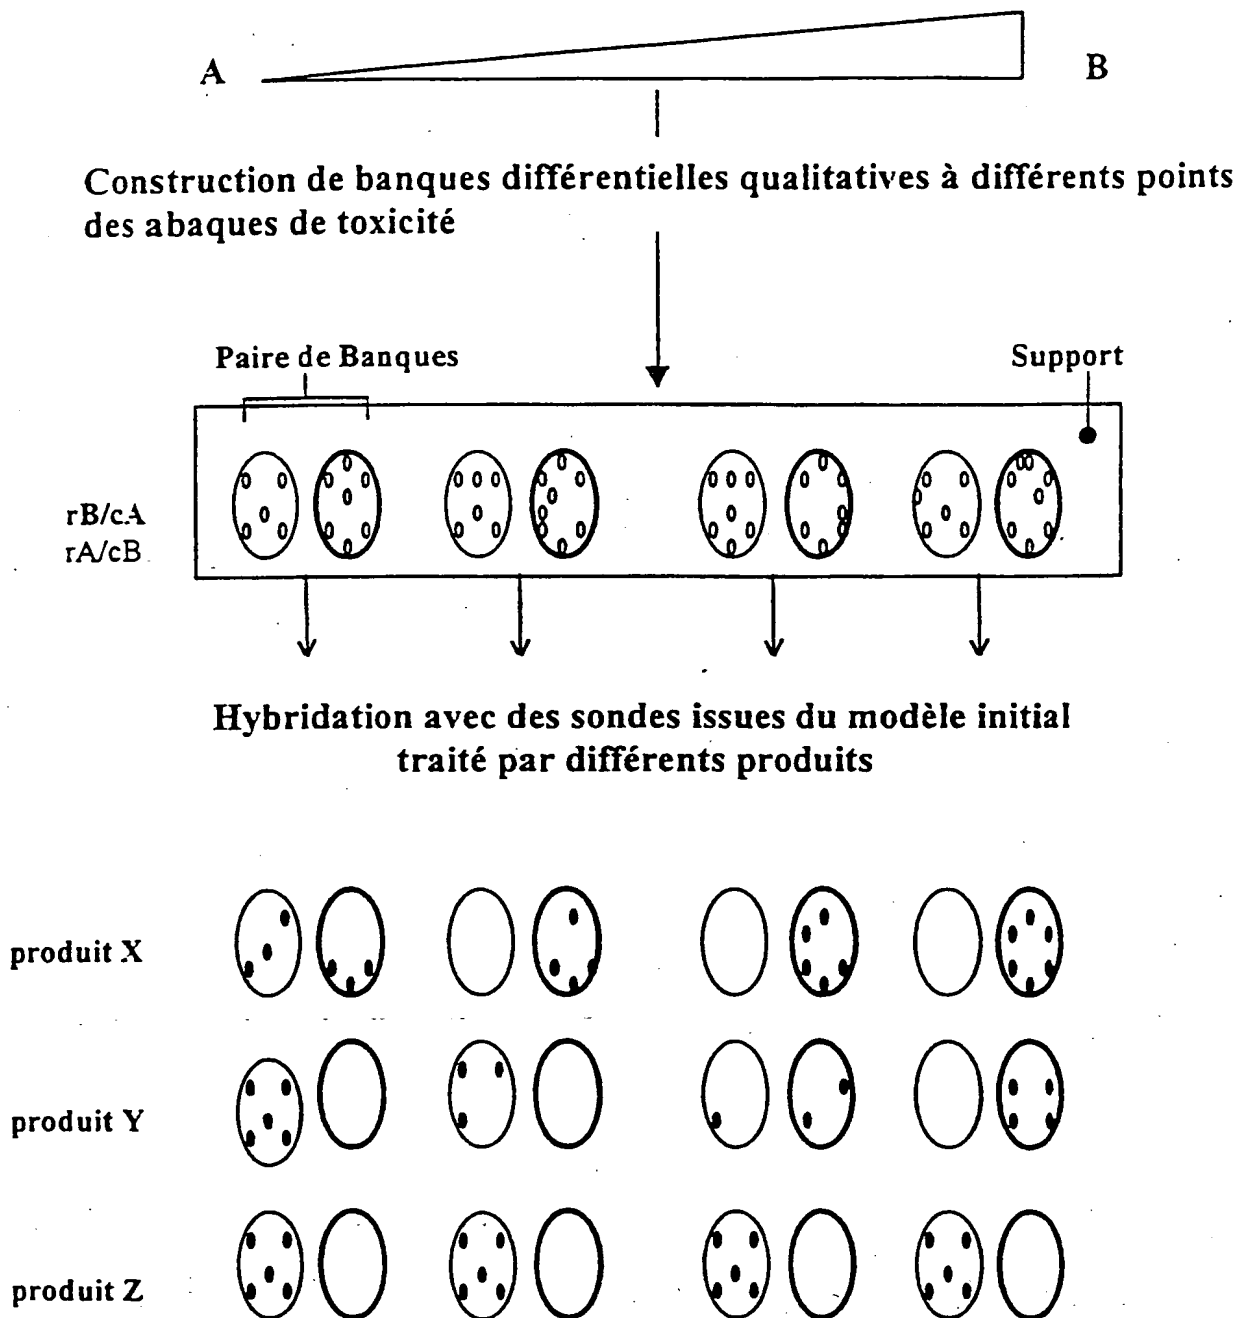 A B
Construction de banques différentielles qualitatives à différents points
des abaques de toxicité
Paire de Banques Support
rB/cA
rA/cB
Hybridation avec des sondes issues du modèle initial
traité par différents produits
produit X
produit Y
produit Z